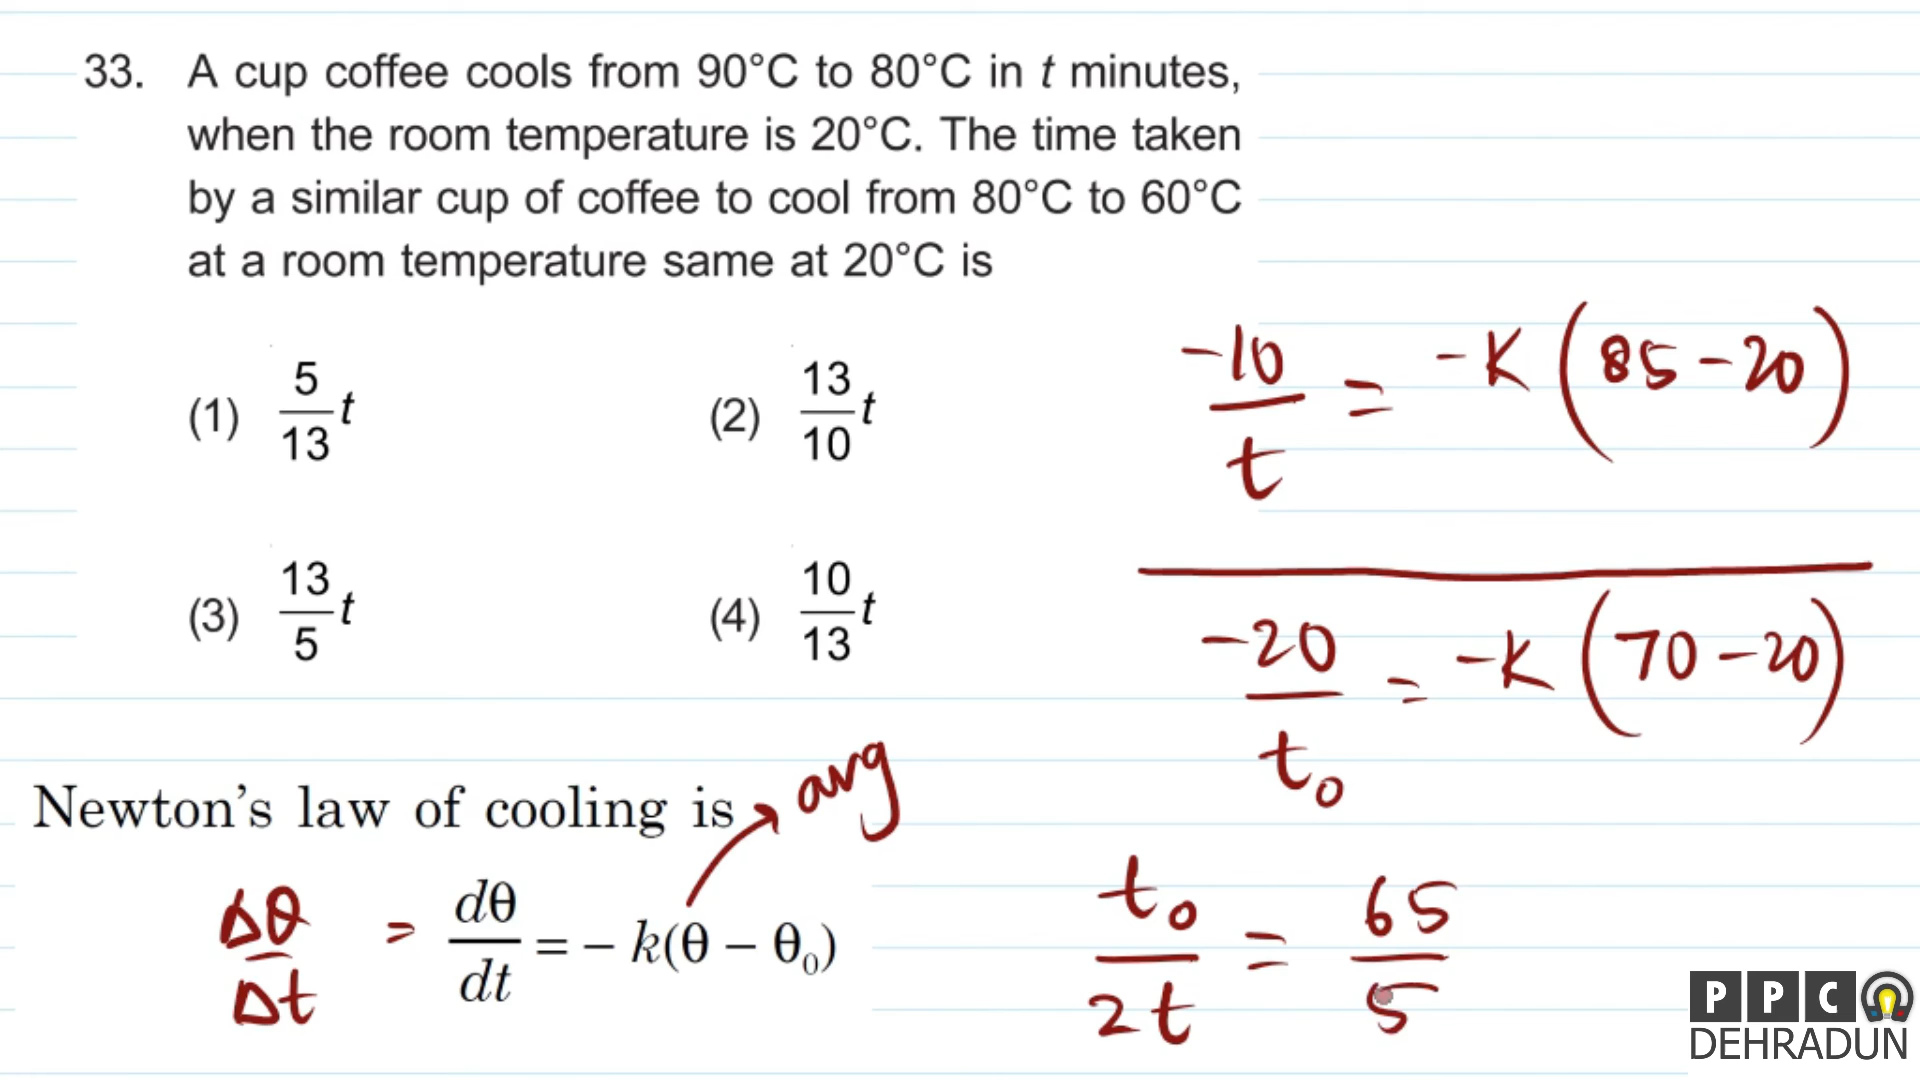 33. A cup coffee cools from 90°C to 80°C in t minutes,
when the room temperature is 20°C. The time taken
by a similar cup of coffee to cool from 80°C to 60°C
at a room temperature same at 20°C is
(1) 5/13 t (2) 13/10 t
(3) 13/5 t (4) 10/13 t
-10/t = -K(85-20)
-20/t₀ = -K(70-20)
Newton's law of cooling is
avg
Δθ/Δt = dθ/dt = – k(θ – θ₀)
t₀/2t = 65/5
PPC
DEHRADUN